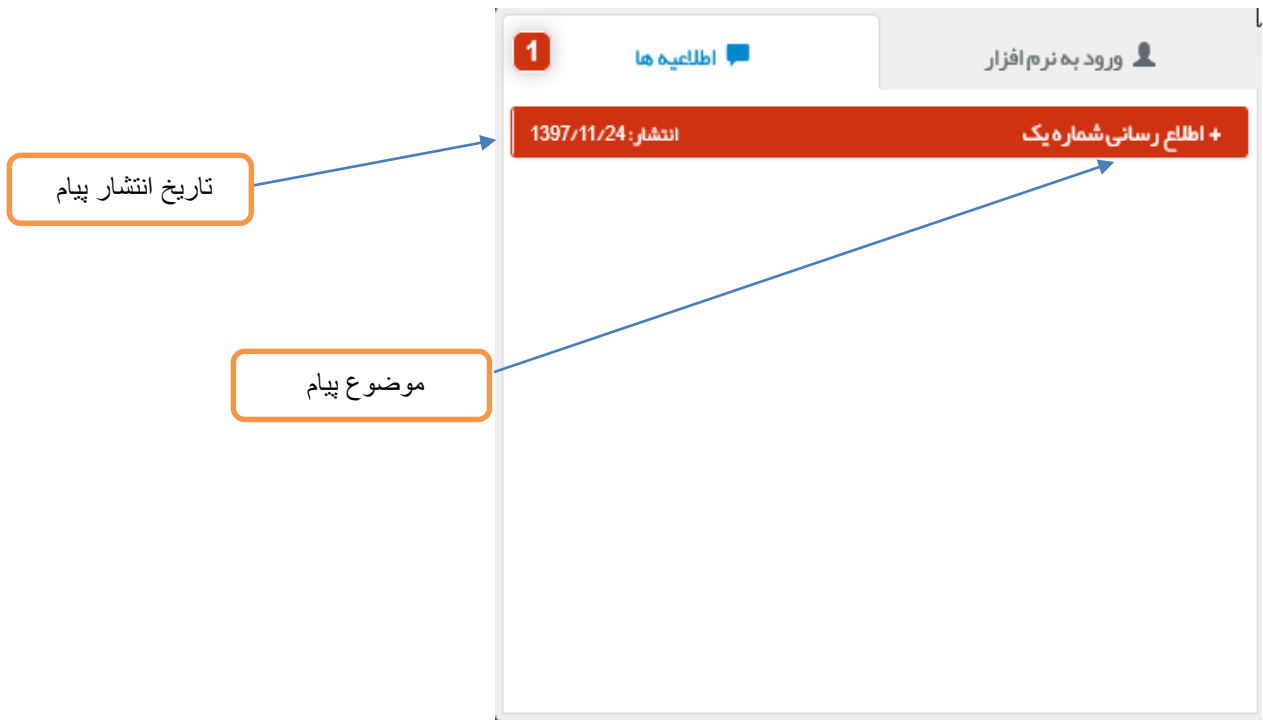 ورود به نرم افزار
اطلاعیه ها
1
+ اطلاع رسانی شماره یک
انتشار: 1397/11/24
تاریخ انتشار پیام
موضوع پیام